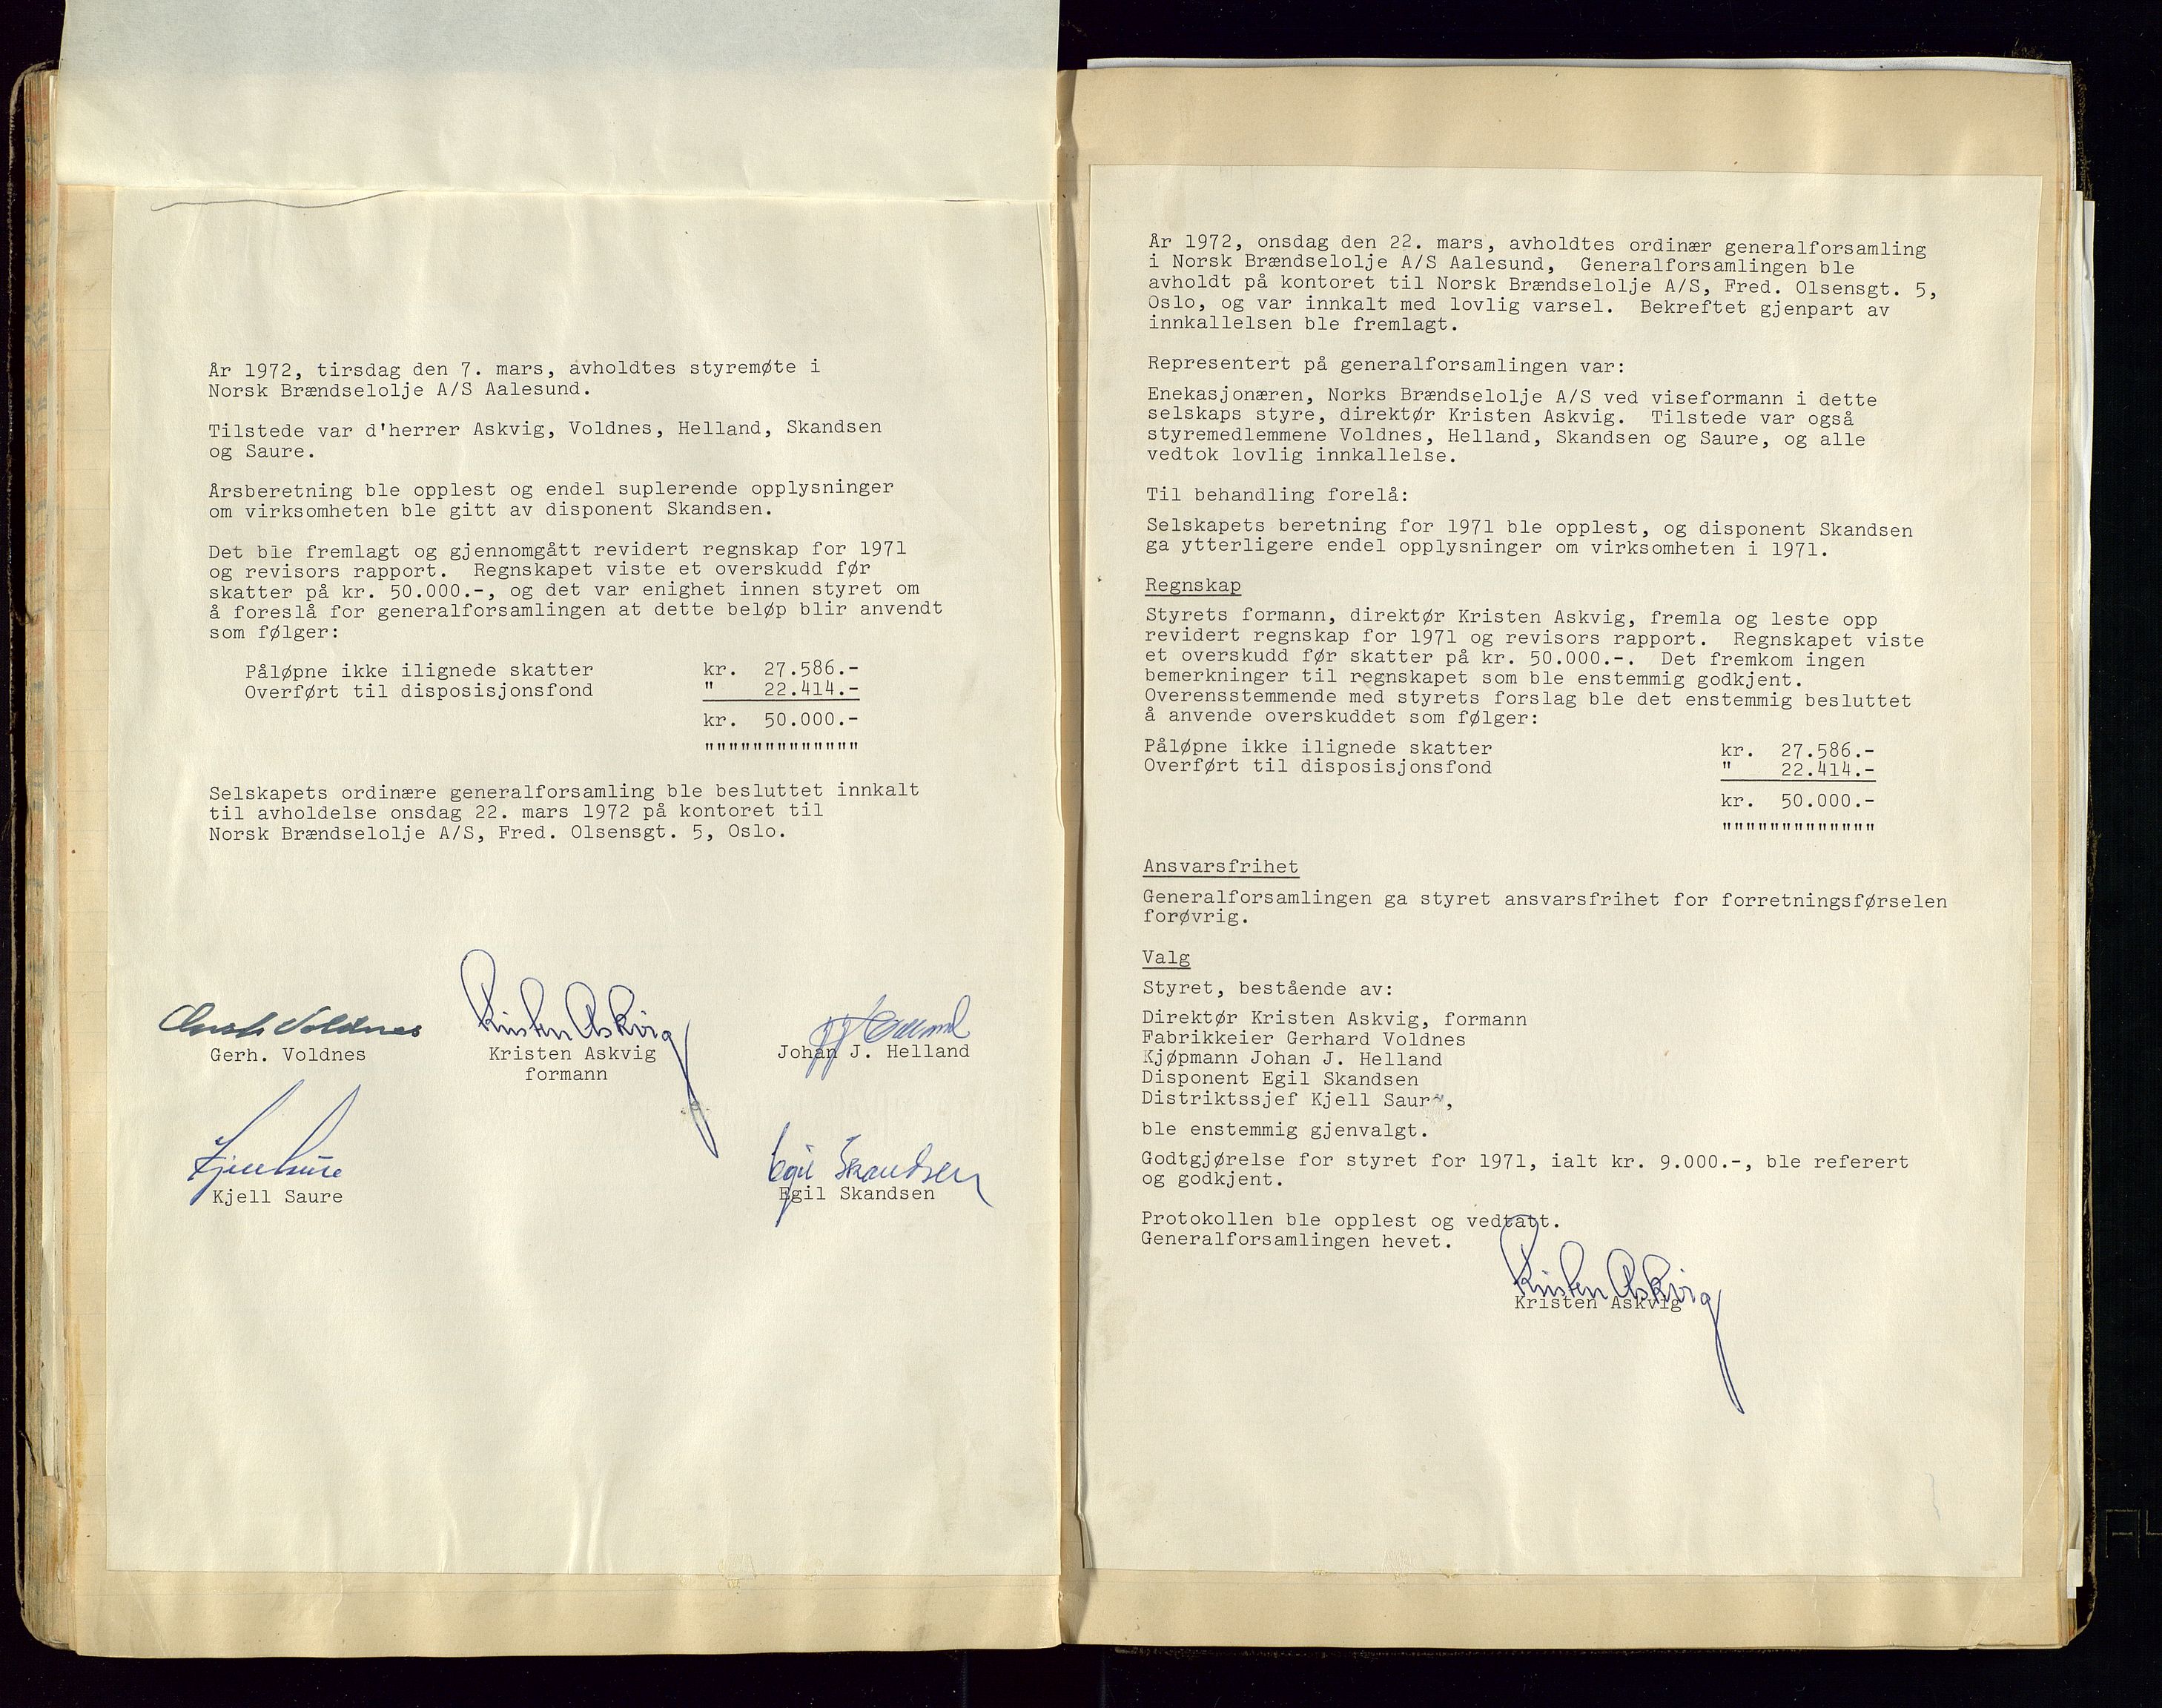 År 1972, tirsdag den 7. mars, avholdtes styremøte i
Norsk Brændselolje A/S Aalesund.
Tilstede var d'herrer Askvig, Voldnes, Helland, Skandsen
og Saure.
Årsberetning ble opplest og endel suplerende opplysninger
om virksomheten ble gitt av disponent Skandsen.
Det ble fremlagt og gjennomgått revidert regnskap for 1971
og revisors rapport. Regnskapet viste et overskudd før
skatter på kr. 50.000.-, og det var enighet innen styret om
å foreslå for generalforsamlingen at dette beløp blir anvendt
som følger:
Påløpne ikke ilignede skatter kr. 27.586.-
Overført til disposisjonsfond " 22.414.-
kr. 50.000.-
"""""""""""""
Selskapets ordinære generalforsamling ble besluttet innkalt
til avholdelse onsdag 22. mars 1972 på kontoret til
Norsk Brændselolje A/S, Fred. Olsensgt. 5, Oslo.
Kristen Askvig
Gerh. Voldnes Kristen Askvig Johan J. Helland
formann
Egil Skandsen
Kjell Saure Egil Skandsen
År 1972, onsdag den 22. mars, avholdtes ordinær generalforsamling
i Norsk Brændselolje A/S Aalesund, Generalforsamlingen ble
avholdt på kontoret til Norsk Brændselolje A/S, Fred. Olsensgt. 5,
Oslo, og var innkalt med lovlig varsel. Bekreftet gjenpart av
innkallelsen ble fremlagt.
Representert på generalforsamlingen var:
Enekasjonæren, Norks Brændselolje A/S ved viseformann i dette
selskaps styre, direktør Kristen Askvig. Tilstede var også
styremedlemmene Voldnes, Helland, Skandsen og Saure, og alle
vedtok lovlig innkallelse.
Til behandling forelå:
Selskapets beretning for 1971 ble opplest, og disponent Skandsen
ga ytterligere endel opplysninger om virksomheten i 1971.
Regnskap
Styrets formann, direktør Kristen Askvig, fremla og leste opp
revidert regnskap for 1971 og revisors rapport. Regnskapet viste
et overskudd før skatter på kr. 50.000.-. Det fremkom ingen
bemerkninger til regnskapet som ble enstemmig godkjent.
Overensstemmende med styrets forslag ble det enstemmig besluttet
å anvende overskuddet som følger:
Påløpne ikke ilignede skatter kr. 27.586.-
Overført til disposisjonsfond " 22.414.-
kr. 50.000.-
"""""""""""""
Ansvarsfrihet
Generalforsamlingen ga styret ansvarsfrihet for forretningsførselen
forøvrig.
Valg
Styret, bestående av:
Direktør Kristen Askvig, formann
Fabrikkeier Gerhard Voldnes
Kjøpmann Johan J. Helland
Disponent Egil Skandsen
Distriktssjef Kjell Saure,
ble enstemmig gjenvalgt.
Godtgjørelse for styret for 1971, ialt kr. 9.000.-, ble referert
og godkjent.
Protokollen ble opplest og vedtatt.
Generalforsamlingen hevet.
Kristen Askvig
Kristen Askvig